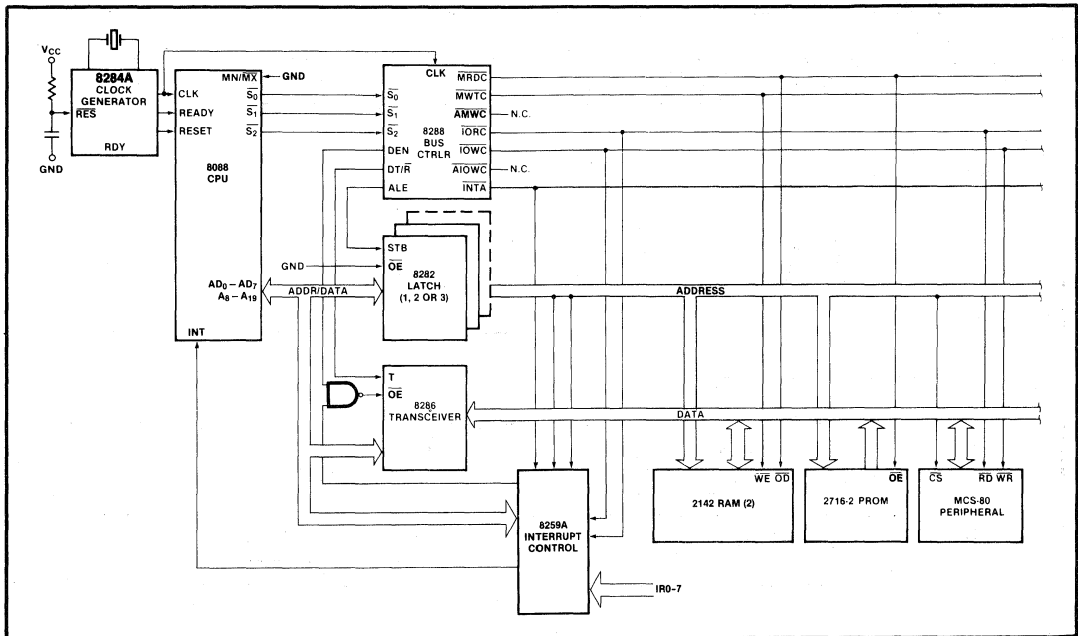 VCC
8284A
CLOCK
GENERATOR
RES
RDY
GND
MN/MX
GND
CLK
READY
RESET
S0
S1
S2
8088
CPU
AD0 – AD7
A8 – A19
INT
ADDR/DATA
CLK
S0
S1
S2
DEN
DT/R
ALE
8288
BUS
CTRLR
MRDC
MWTC
AMWC
N.C.
IORC
IOWC
AIOWC
N.C.
INTA
GND
STB
OE
8282
LATCH
(1, 2 OR 3)
ADDRESS
T
OE
8286
TRANSCEIVER
DATA
8259A
INTERRUPT
CONTROL
IR0-7
WE OD
2142 RAM (2)
OE
2716-2 PROM
CS
RD WR
MCS-80
PERIPHERAL